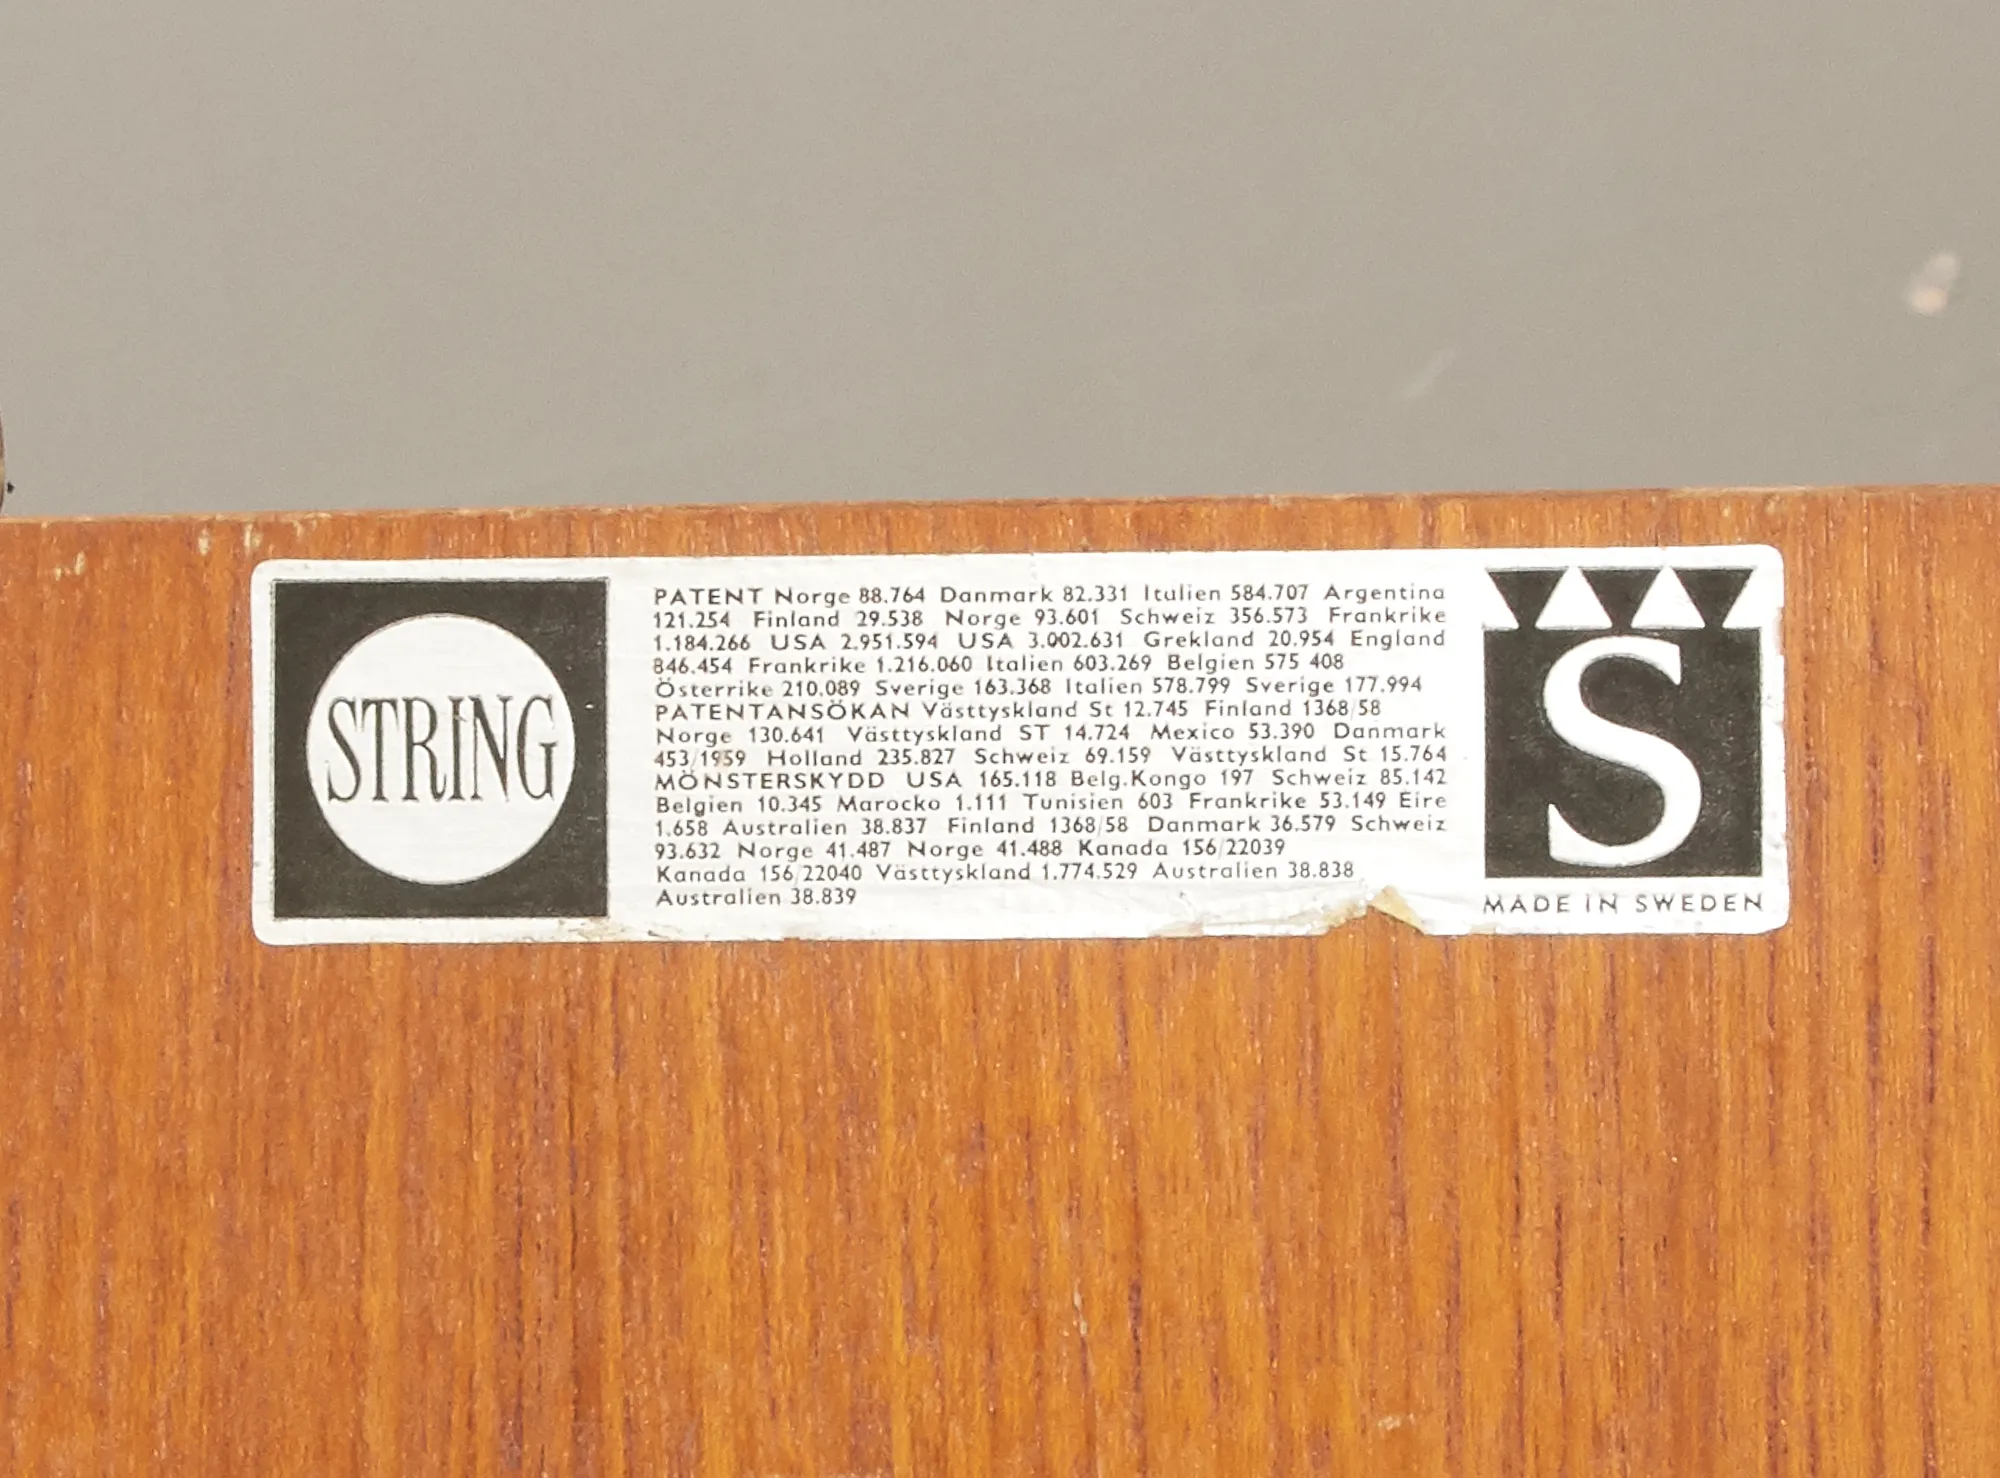 STRING
PATENT Norge 88.764 Danmark 82.331 Italien 584.707 Argentina
121.254 Finland 29.538 Norge 93.601 Schweiz 356.573 Frankrike
1.184.266 USA 2.951.594 USA 3.002.631 Grekland 20.954 England
846.454 Frankrike 1.216.060 Italien 603.269 Belgien 575 408
Österrike 210.089 Sverige 163.368 Italien 578.799 Sverige 177.994
PATENTANSÖKAN Västtyskland St 12.745 Finland 1368/58
Norge 130.641 Västtyskland ST 14.724 Mexico 53.390 Danmark
453/1959 Holland 235.827 Schweiz 69.159 Västtyskland St 15.764
MÖNSTERSKYDD USA 165.118 Belg.Kongo 197 Schweiz 85.142
Belgien 10.345 Marocko 1.111 Tunisien 603 Frankrike 53.149 Eire
1.658 Australien 38.837 Finland 1368/58 Danmark 36.579 Schweiz
93.632 Norge 41.487 Norge 41.488 Kanada 156/22039
Kanada 156/22040 Västtyskland 1.774.529 Australien 38.838
Australien 38.839
S
MADE IN SWEDEN